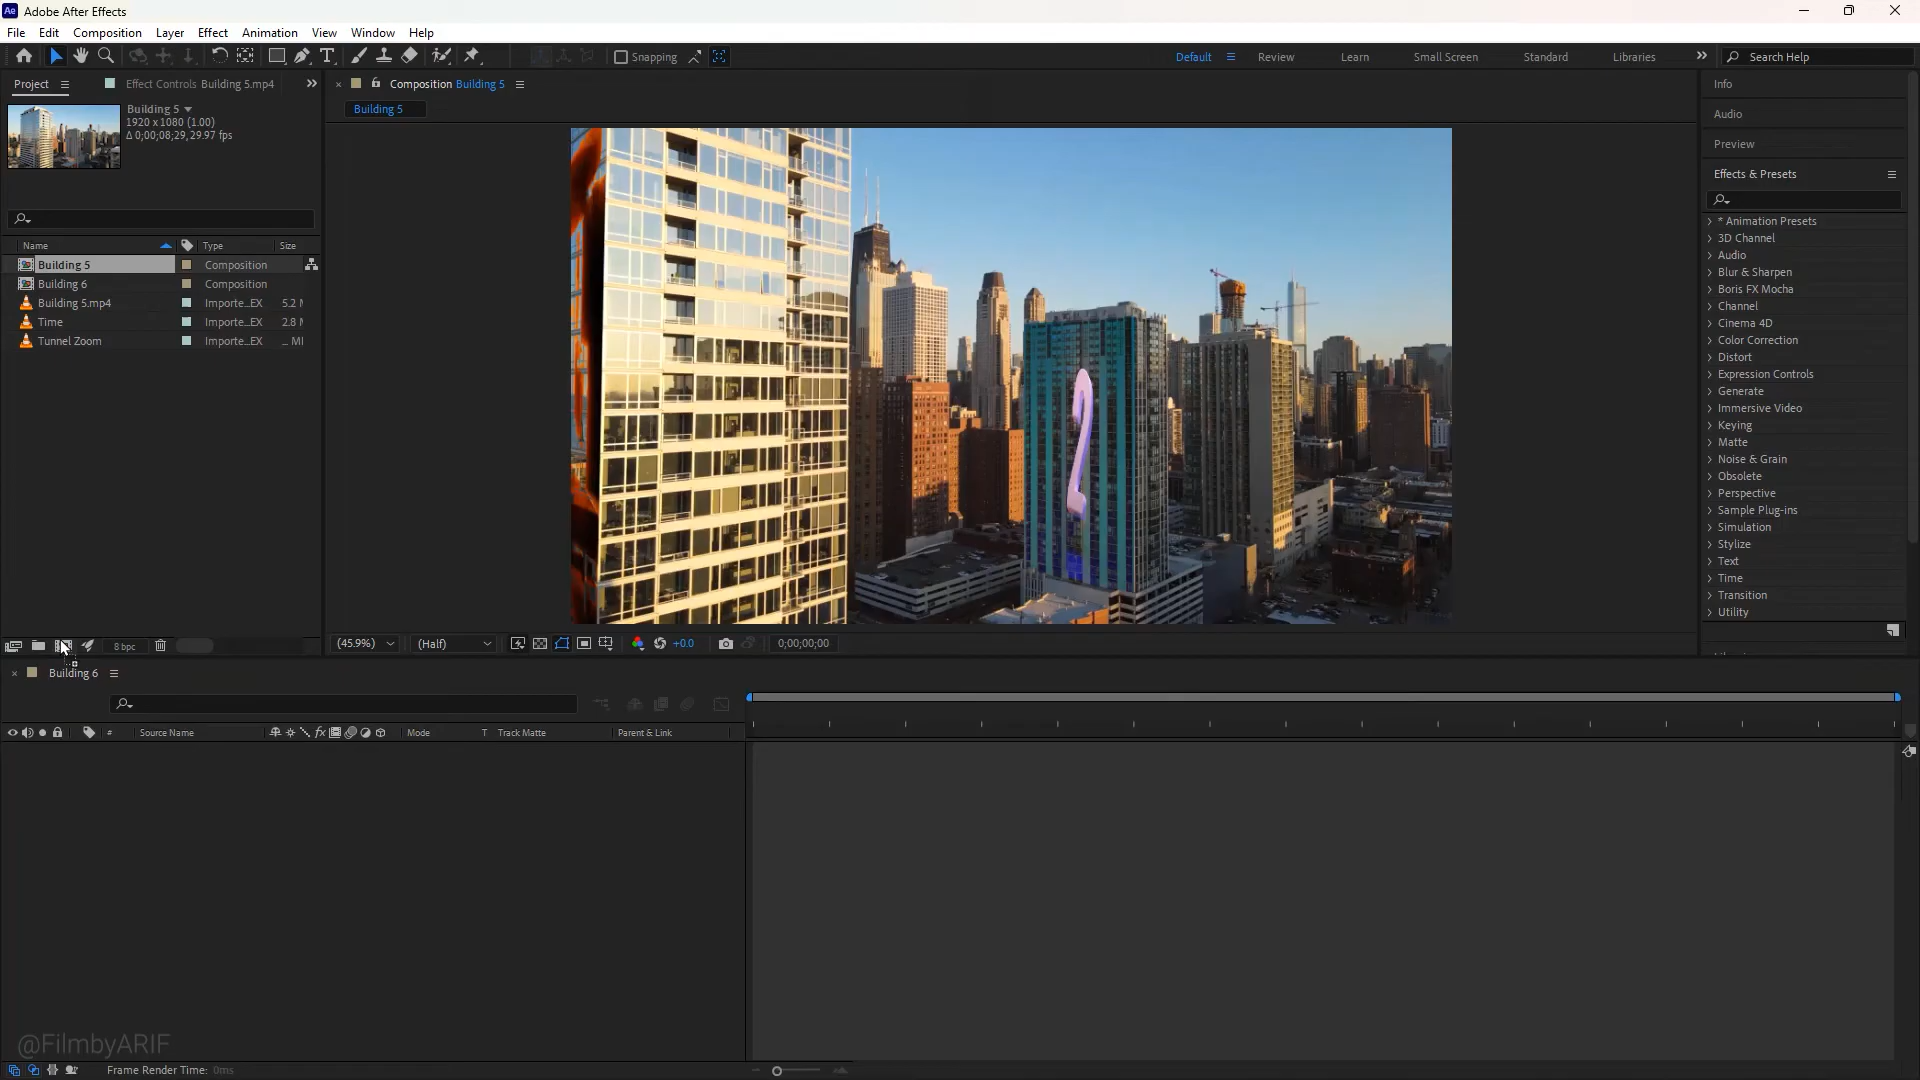 Ae Adobe After Effects
File Edit Composition Layer Effect Animation View Window Help
Snapping Default Review Learn Small Screen Standard Libraries Search Help
Project Effect Controls Building 5.mp4
Composition Building 5
Building 5
Building 5
1920 x 1080 (1.00)
Δ 0;00;08;29, 29.97 fps
Name Type Size
Building 5 Composition
Building 6 Composition
Building 5.mp4 Importe...EX 5.2 M
Time Importe...EX 2.8 M
Tunnel Zoom Importe...EX ... MI
8 bpc
(45.9%) (Half) +0.0 0;00;00;00
Info
Audio
Preview
Effects & Presets
* Animation Presets
3D Channel
Audio
Blur & Sharpen
Boris FX Mocha
Channel
Cinema 4D
Color Correction
Distort
Expression Controls
Generate
Immersive Video
Keying
Matte
Noise & Grain
Obsolete
Perspective
Sample Plug-ins
Simulation
Stylize
Text
Time
Transition
Utility
Building 6
# Source Name fx Mode T Track Matte Parent & Link
@FilmbyARIF
Frame Render Time: 0ms